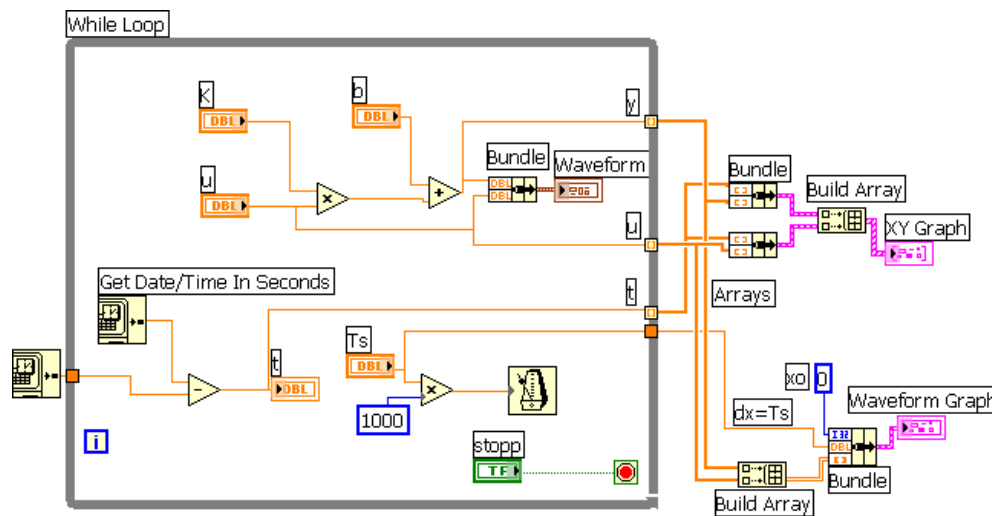 While Loop
K
DBL
b
DBL
y
u
DBL
Bundle
DBL
DBL
Waveform
Bundle
Build Array
XY Graph
u
Get Date/Time In Seconds
t
Arrays
Ts
DBL
t
DBL
1000
i
xo
0
dx=Ts
Waveform Graph
I32
DBL
Bundle
stopp
TF
Build Array